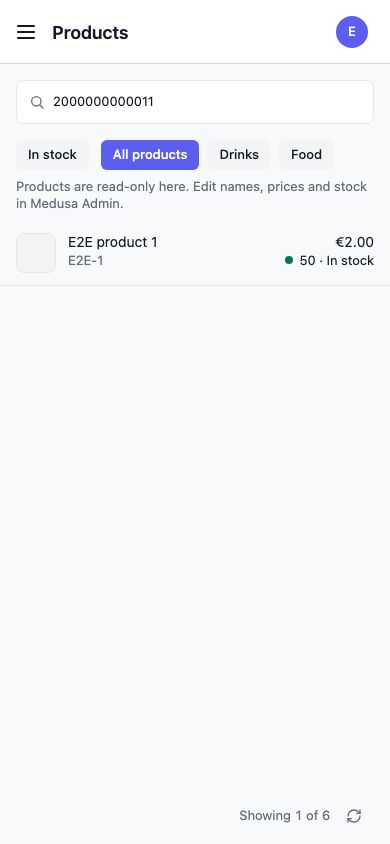 Products
E
2000000000011
In stock
All products
Drinks
Food
Products are read-only here. Edit names, prices and stock
in Medusa Admin.
E2E product 1
€2.00
E2E-1
50 · In stock
Showing 1 of 6